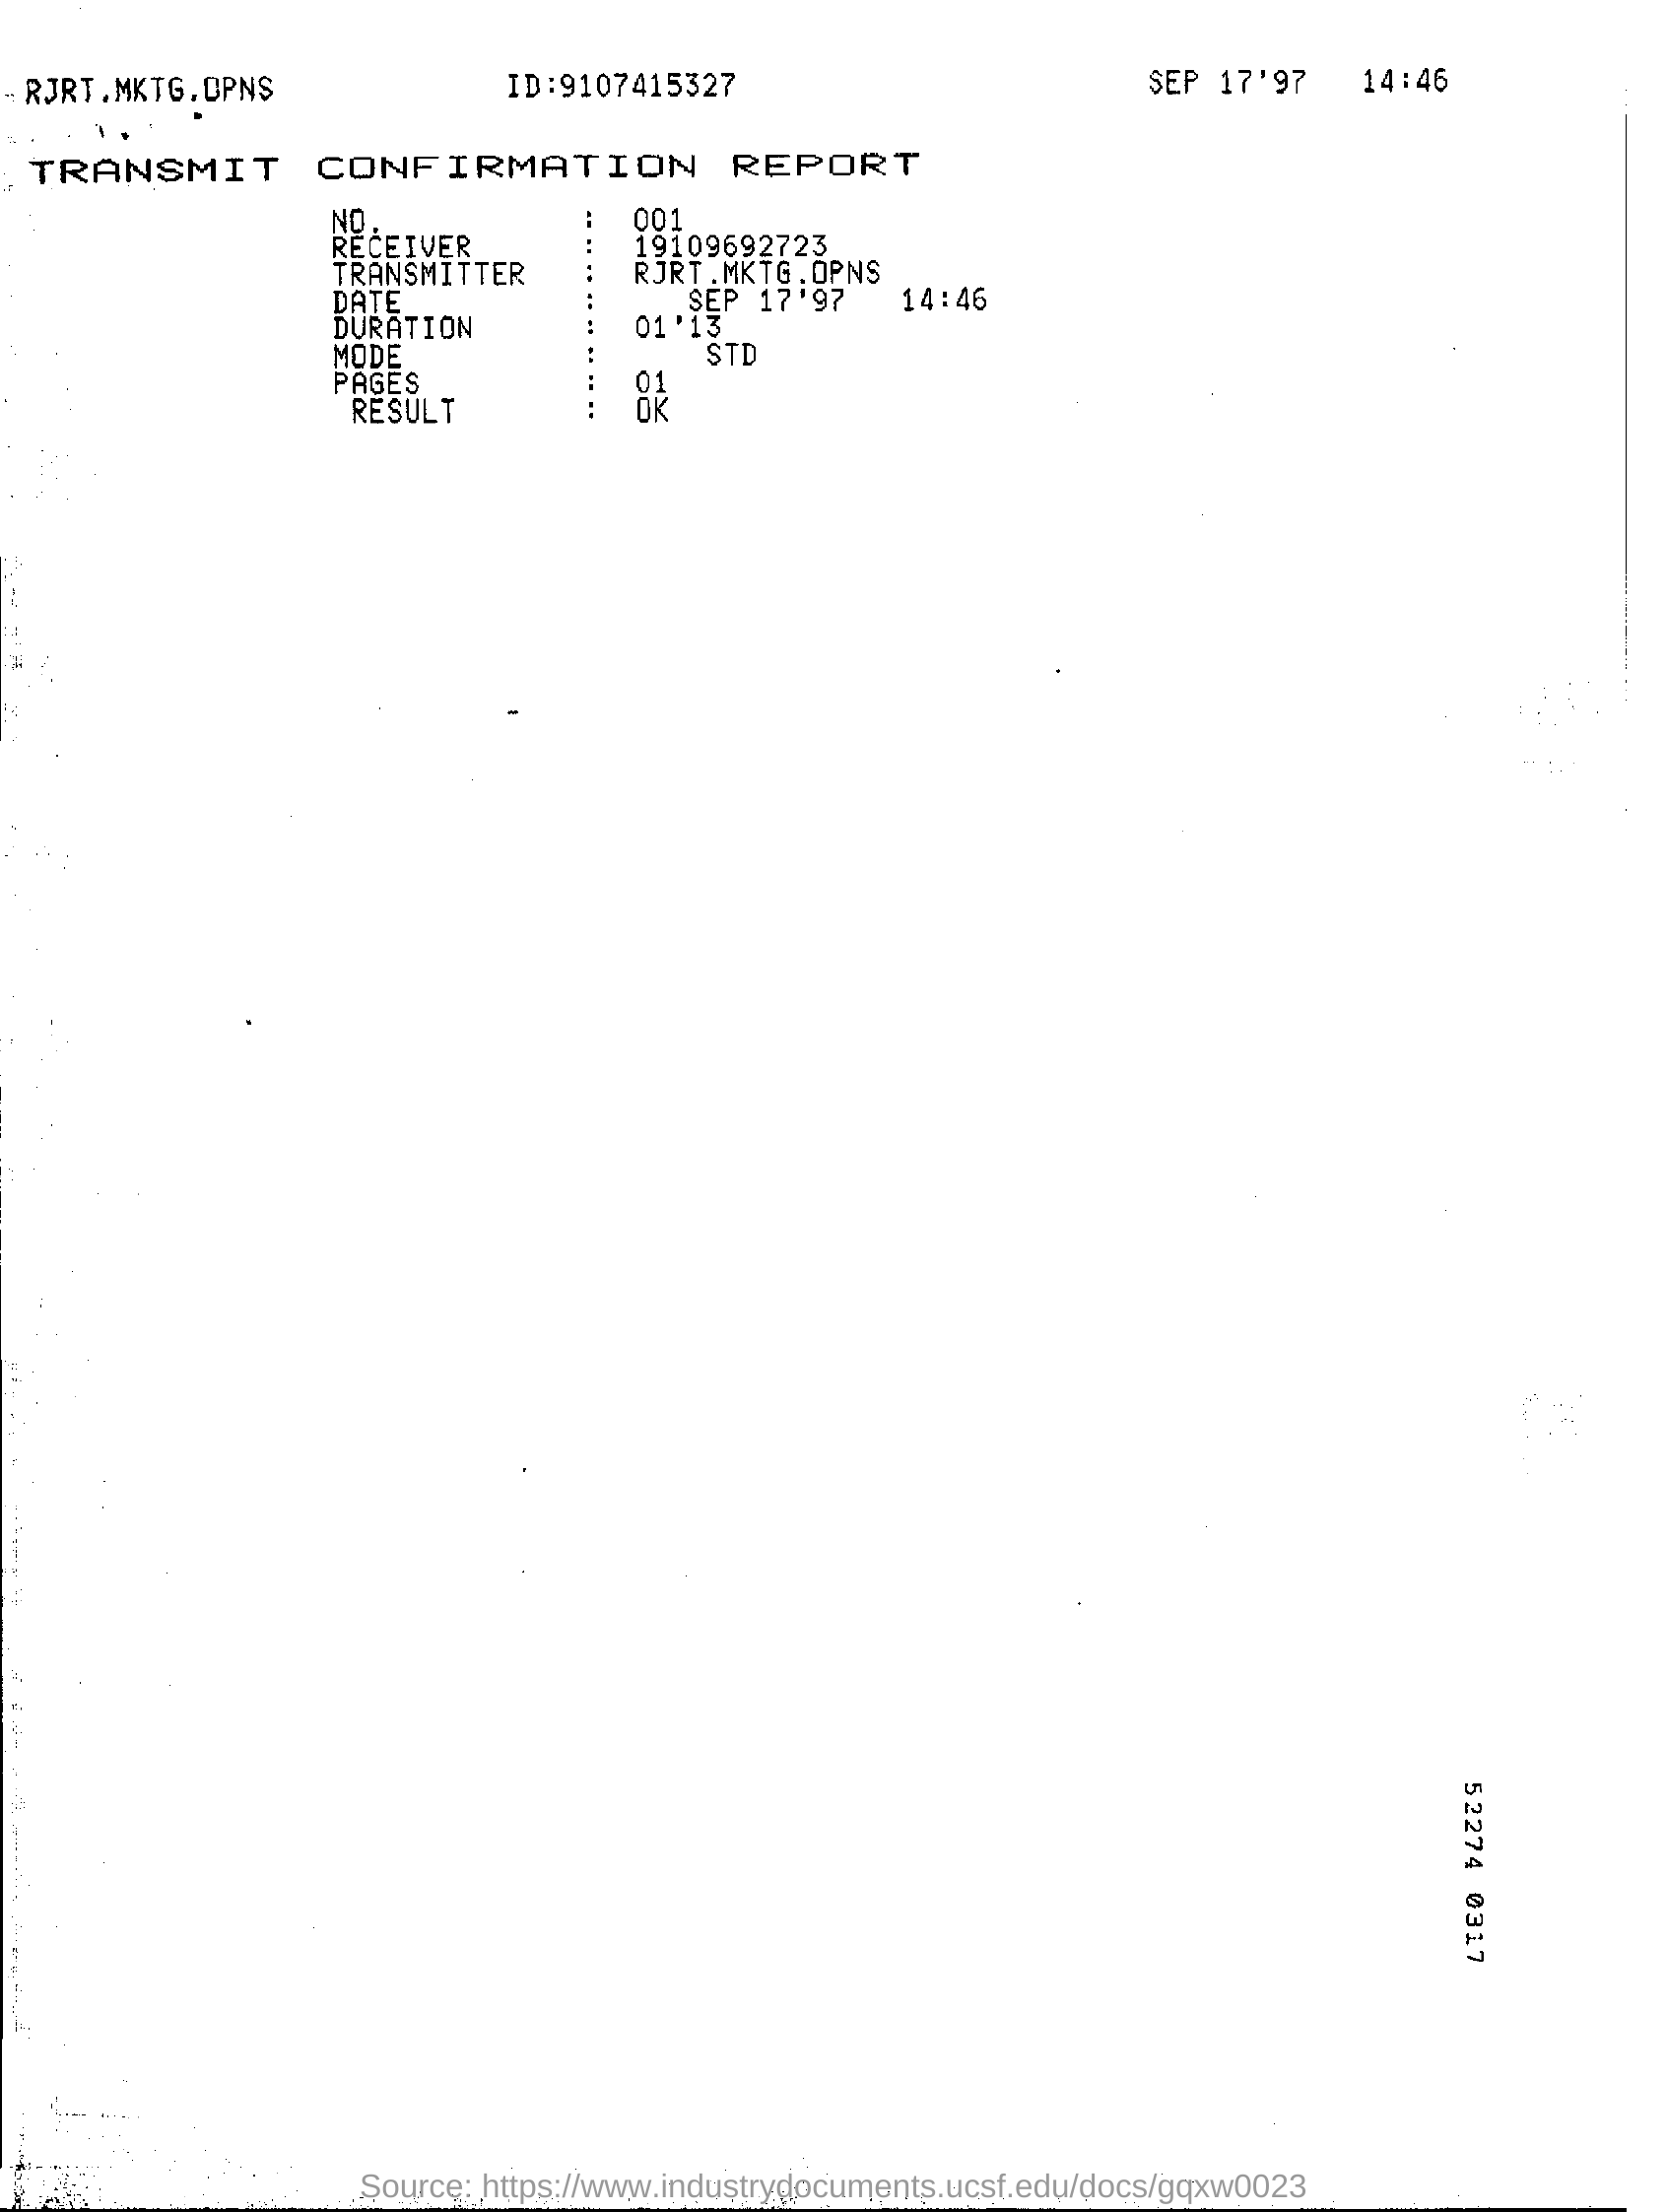 RJRT.MKTG.OPNS ID:9107415327 SEP 17'97 14:46
TRANSMIT CONFIRMATION REPORT
NO. : 001
RECEIVER : 19109692723
TRANSMITTER : RJRT.MKTG.OPNS
DATE : SEP 17'97 14:46
DURATION : 01'13
MODE : STD
PAGES : 01
RESULT : OK
52274 0317
Source: https://www.industrydocuments.ucsf.edu/docs/gqxw0023